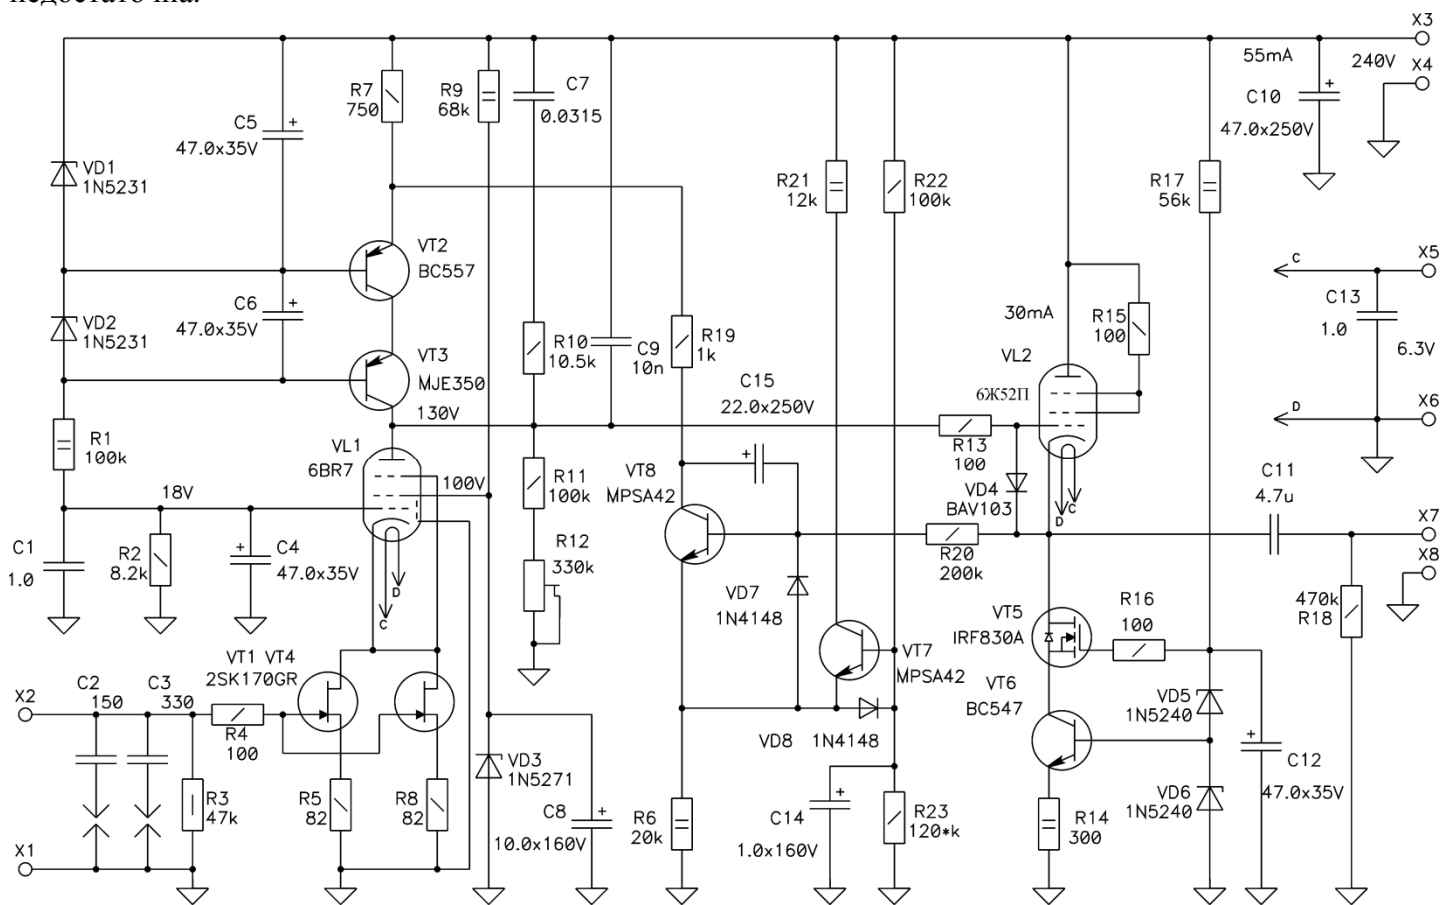 недостаточна.
X3
55mA
240V
X4
R7
750
R9
68k
C7
0.0315
C10
47.0x250V
C5
47.0x35V
VD1
1N5231
R21
12k
R22
100k
R17
56k
VT2
BC557
C
X5
C6
47.0x35V
VD2
1N5231
R10
10.5k
C9
10n
R19
1k
30mA
R15
100
C13
1.0
6.3V
VT3
MJE350
VL2
6Ж52П
C15
22.0x250V
130V
D
X6
R1
100k
VL1
6BR7
100V
R11
100k
VT8
MPSA42
R13
100
VD4
BAV103
C11
4.7u
18V
D
C
X7
C1
1.0
R2
8.2k
C4
47.0x35V
R12
330k
R20
200k
X8
D
C
VD7
1N4148
VT5
IRF830A
R16
100
470k
R18
VT1 VT4
2SK170GR
VT7
MPSA42
VT6
BC547
VD5
1N5240
X2
C2
150
C3
330
R4
100
VD8
1N4148
VD3
1N5271
C12
47.0x35V
R3
47k
R5
82
R8
82
C8
10.0x160V
R6
20k
C14
1.0x160V
R23
120*k
R14
300
VD6
1N5240
X1